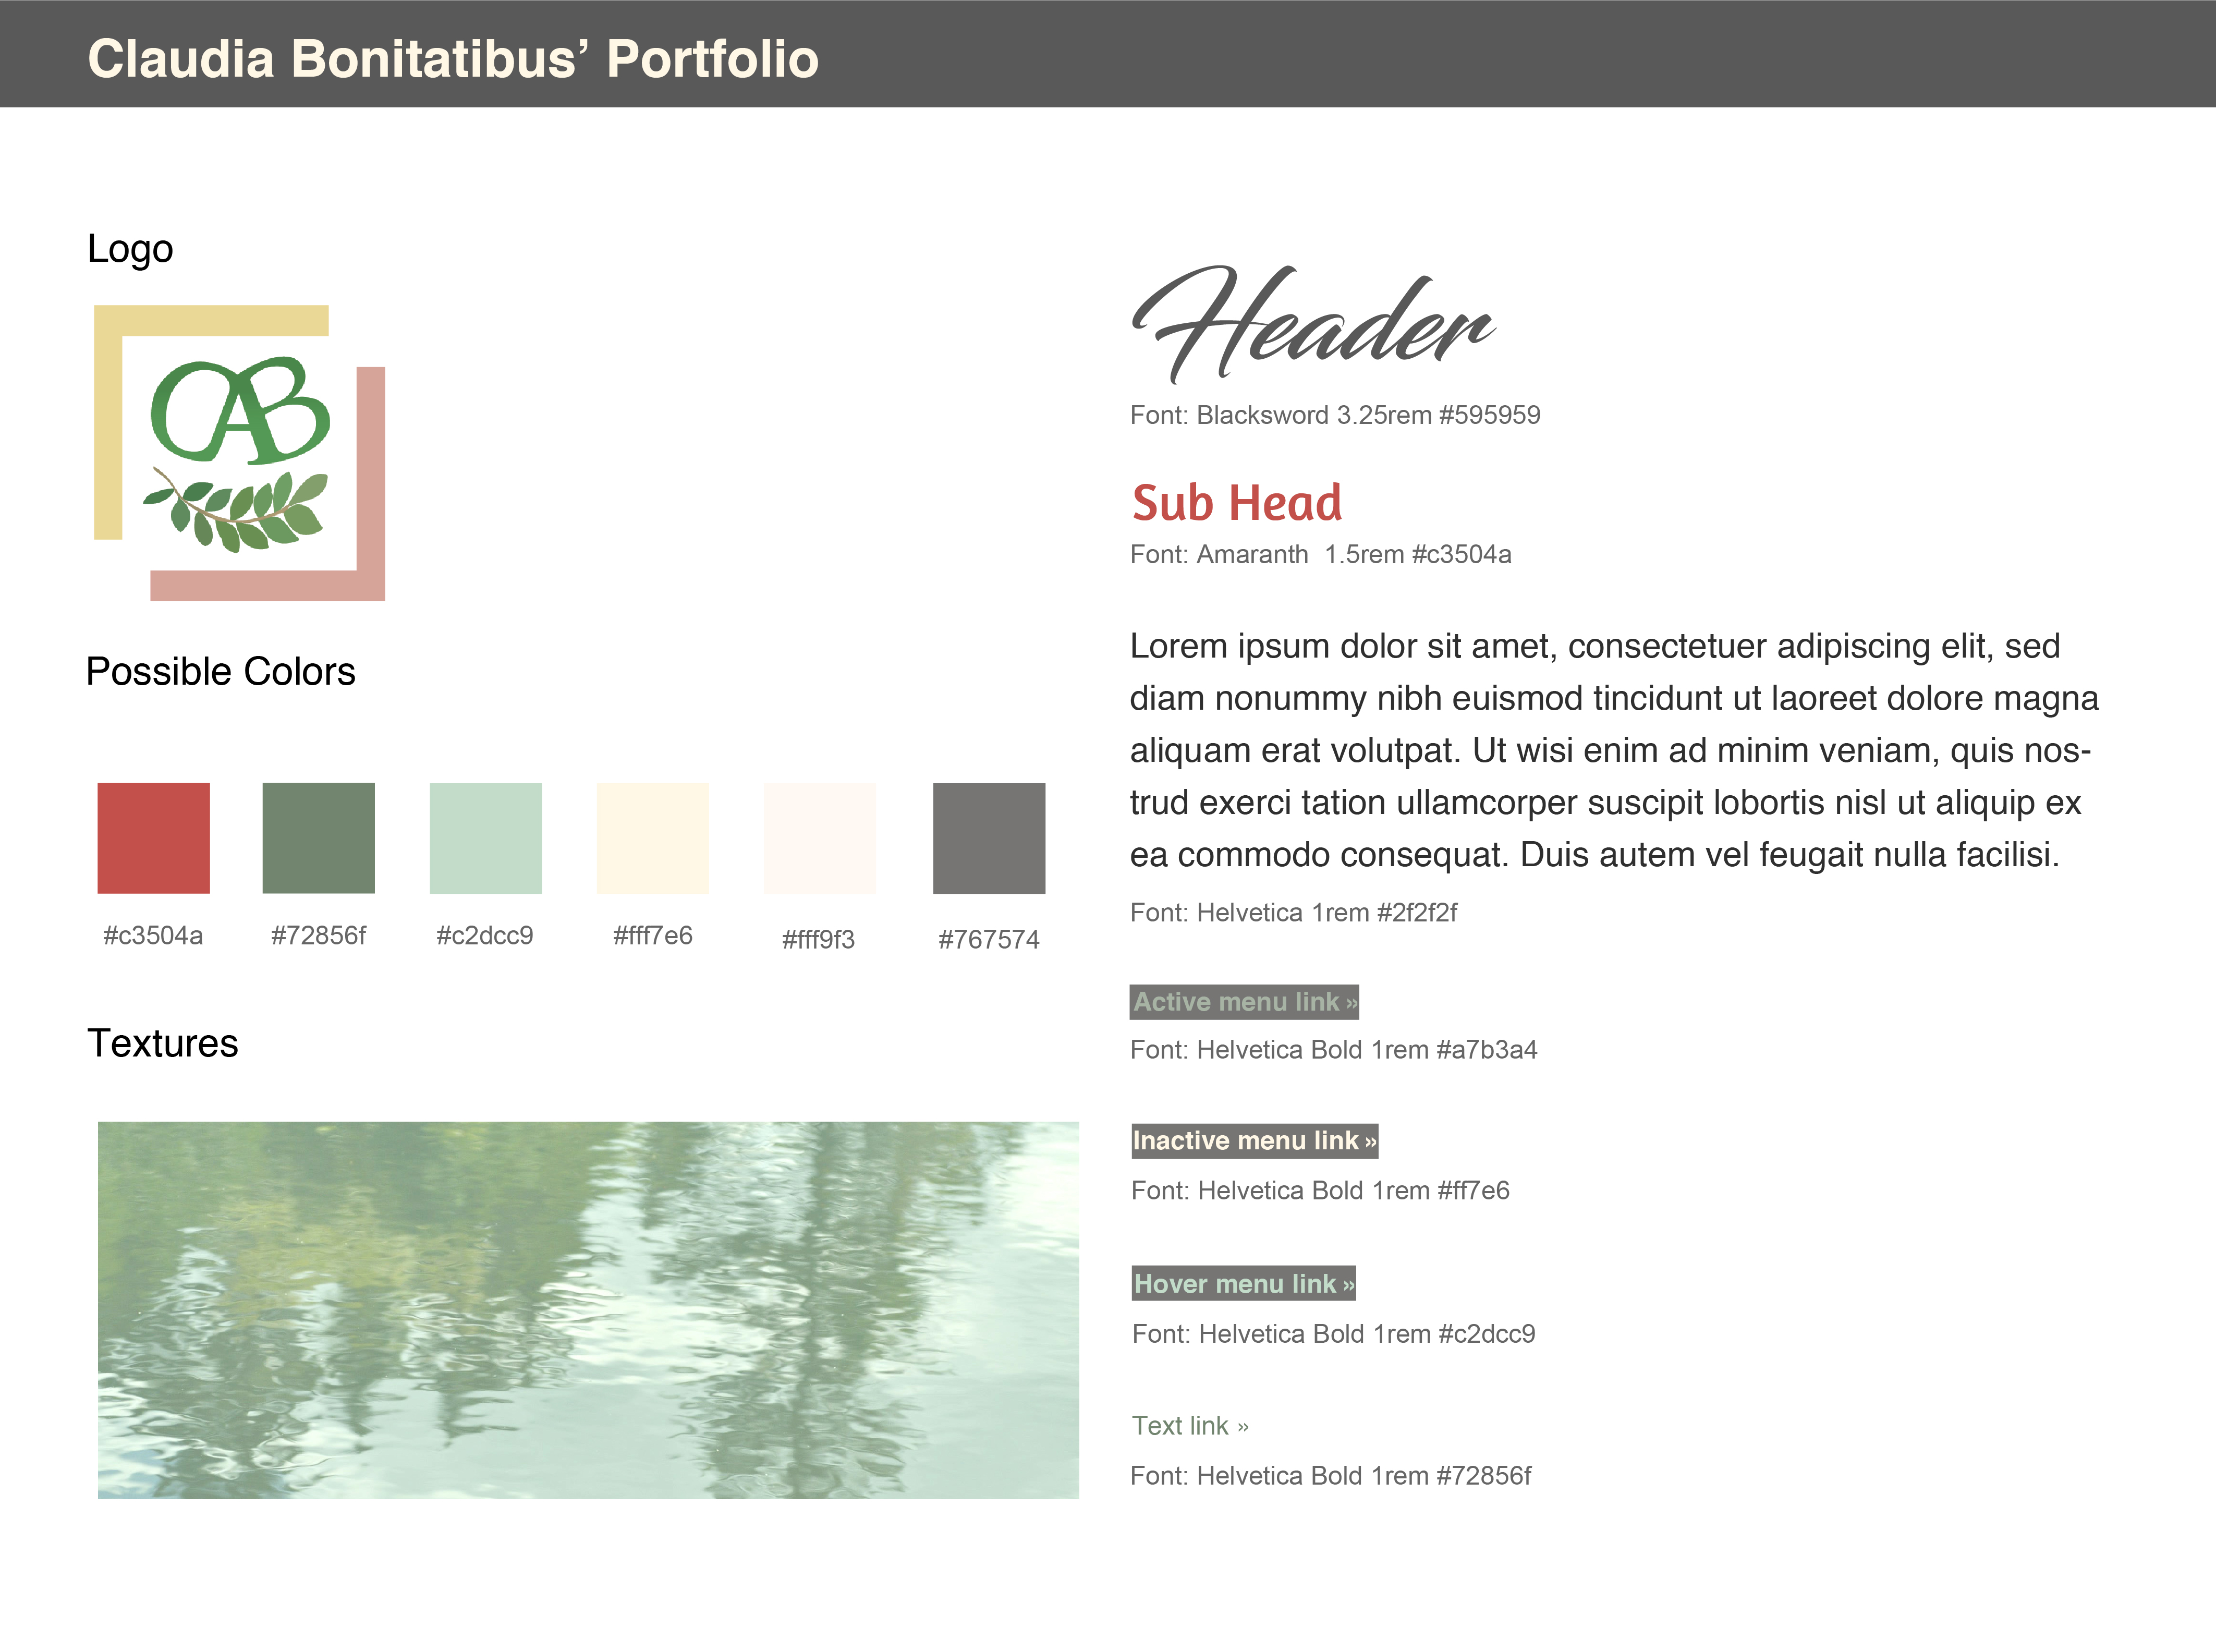 Claudia Bonitatibus’ Portfolio
Logo
CAB
Possible Colors
#c3504a
#72856f
#c2dcc9
#fff7e6
#fff9f3
#767574
Textures
Header
Font: Blacksword 3.25rem #595959
Sub Head
Font: Amaranth  1.5rem #c3504a
Lorem ipsum dolor sit amet, consectetuer adipiscing elit, sed
diam nonummy nibh euismod tincidunt ut laoreet dolore magna
aliquam erat volutpat. Ut wisi enim ad minim veniam, quis nos-
trud exerci tation ullamcorper suscipit lobortis nisl ut aliquip ex
ea commodo consequat. Duis autem vel feugait nulla facilisi.
Font: Helvetica 1rem #2f2f2f
Active menu link »
Font: Helvetica Bold 1rem #a7b3a4
Inactive menu link »
Font: Helvetica Bold 1rem #ff7e6
Hover menu link »
Font: Helvetica Bold 1rem #c2dcc9
Text link »
Font: Helvetica Bold 1rem #72856f